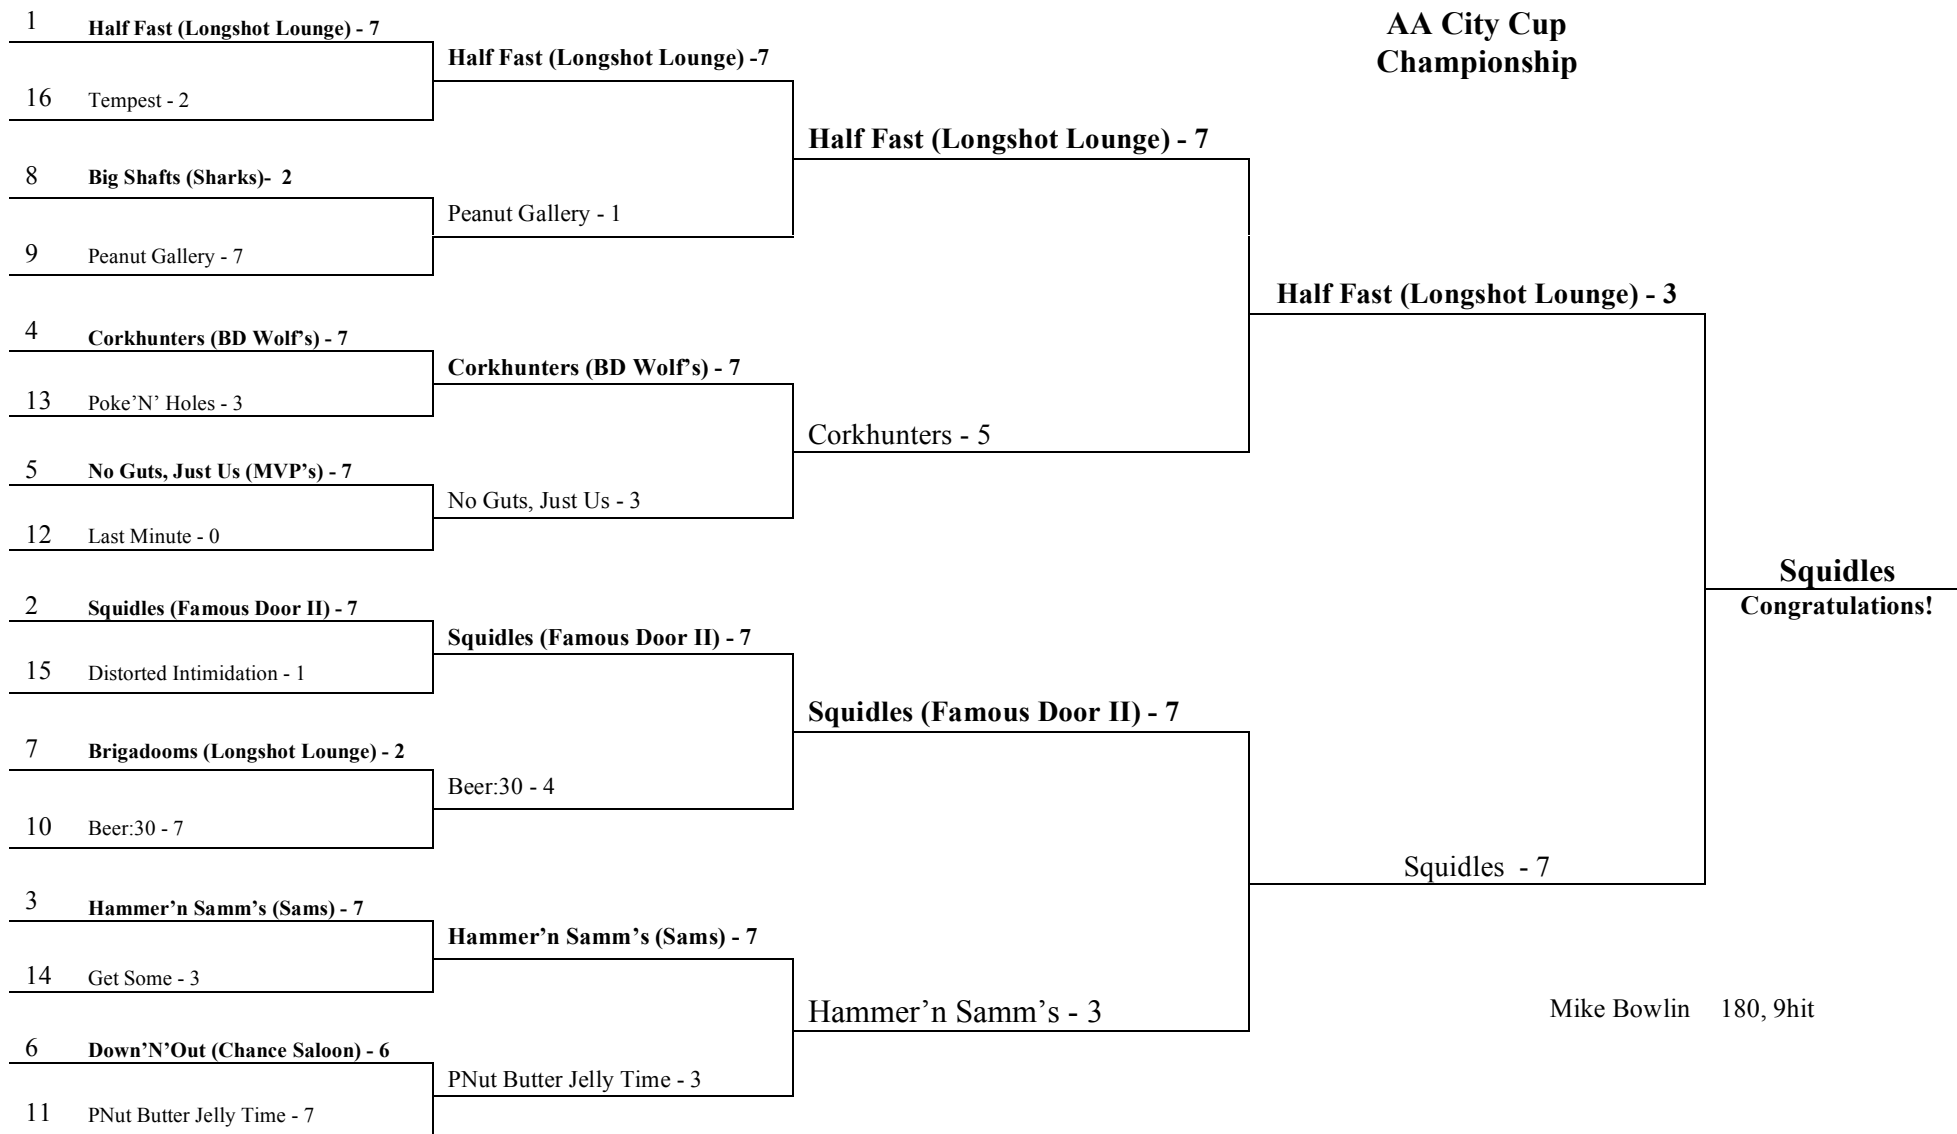 AA City Cup
Championship
1 Half Fast (Longshot Lounge) - 7
16 Tempest - 2
8 Big Shafts (Sharks)-  2
9 Peanut Gallery - 7
4 Corkhunters (BD Wolf’s) - 7
13 Poke’N’ Holes - 3
5 No Guts, Just Us (MVP’s) - 7
12 Last Minute - 0
2 Squidles (Famous Door II) - 7
15 Distorted Intimidation - 1
7 Brigadooms (Longshot Lounge) - 2
10 Beer:30 - 7
3 Hammer’n Samm’s (Sams) - 7
14 Get Some - 3
6 Down’N’Out (Chance Saloon) - 6
11 PNut Butter Jelly Time - 7
Half Fast (Longshot Lounge) -7
Peanut Gallery - 1
Corkhunters (BD Wolf’s) - 7
No Guts, Just Us - 3
Squidles (Famous Door II) - 7
Beer:30 - 4
Hammer’n Samm’s (Sams) - 7
PNut Butter Jelly Time - 3
Half Fast (Longshot Lounge) - 7
Corkhunters - 5
Squidles (Famous Door II) - 7
Hammer’n Samm’s - 3
Half Fast (Longshot Lounge) - 3
Squidles  - 7
Squidles
Congratulations!
Mike Bowlin 180, 9hit